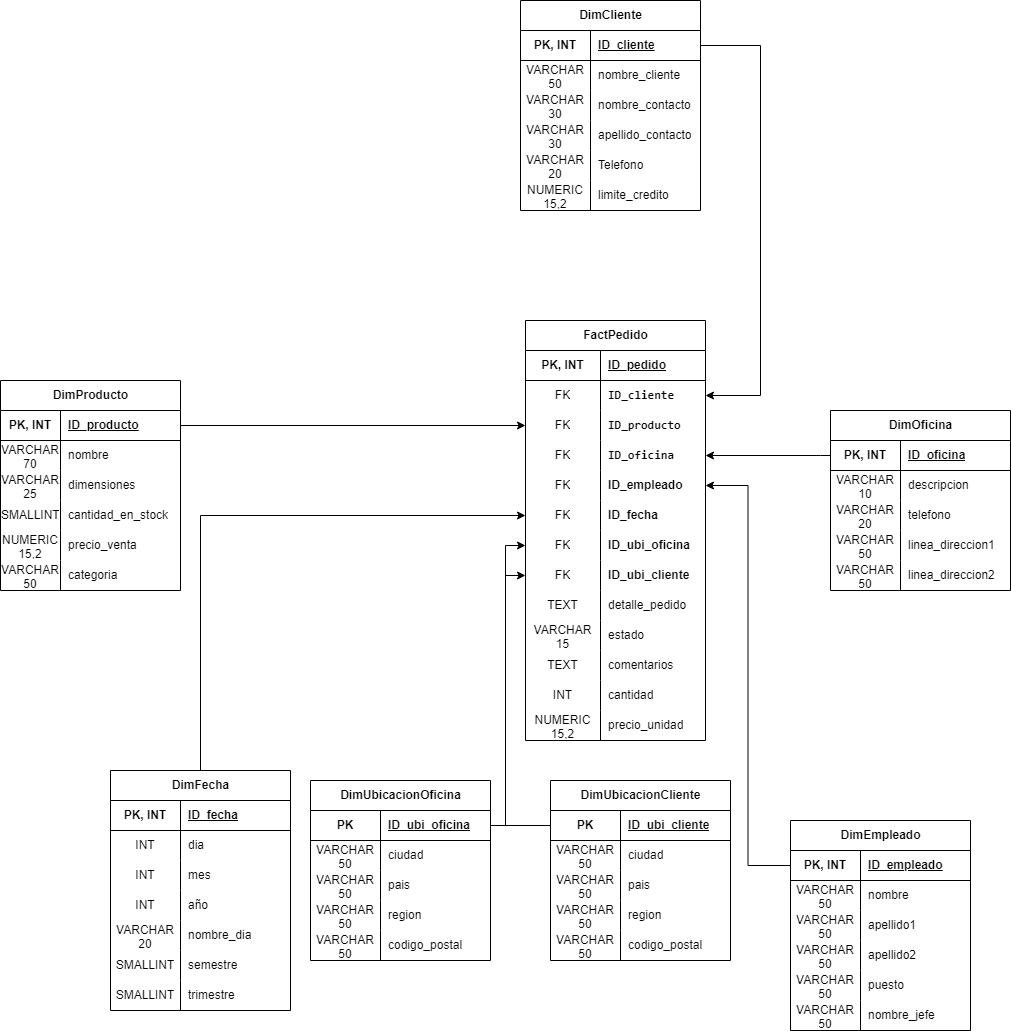 DimCliente
PK, INT ID_cliente
VARCHAR
50 nombre_cliente
VARCHAR
30 nombre_contacto
VARCHAR
30 apellido_contacto
VARCHAR
20 Telefono
NUMERIC
15,2 limite_credito
FactPedido
PK, INT ID_pedido
FK ID_cliente
FK ID_producto
FK ID_oficina
FK ID_empleado
FK ID_fecha
FK ID_ubi_oficina
FK ID_ubi_cliente
TEXT detalle_pedido
VARCHAR
15 estado
TEXT comentarios
INT cantidad
NUMERIC
15,2 precio_unidad
DimProducto
PK, INT ID_producto
VARCHAR
70 nombre
VARCHAR
25 dimensiones
SMALLINT cantidad_en_stock
NUMERIC
15,2 precio_venta
VARCHAR
50 categoria
DimOficina
PK, INT ID_oficina
VARCHAR
10 descripcion
VARCHAR
20 telefono
VARCHAR
50 linea_direccion1
VARCHAR
50 linea_direccion2
DimFecha
PK, INT ID_fecha
INT dia
INT mes
INT año
VARCHAR
20 nombre_dia
SMALLINT semestre
SMALLINT trimestre
DimUbicacionOficina
PK ID_ubi_oficina
VARCHAR
50 ciudad
VARCHAR
50 pais
VARCHAR
50 region
VARCHAR
50 codigo_postal
DimUbicacionCliente
PK ID_ubi_cliente
VARCHAR
50 ciudad
VARCHAR
50 pais
VARCHAR
50 region
VARCHAR
50 codigo_postal
DimEmpleado
PK, INT ID_empleado
VARCHAR
50 nombre
VARCHAR
50 apellido1
VARCHAR
50 apellido2
VARCHAR
50 puesto
VARCHAR
50 nombre_jefe